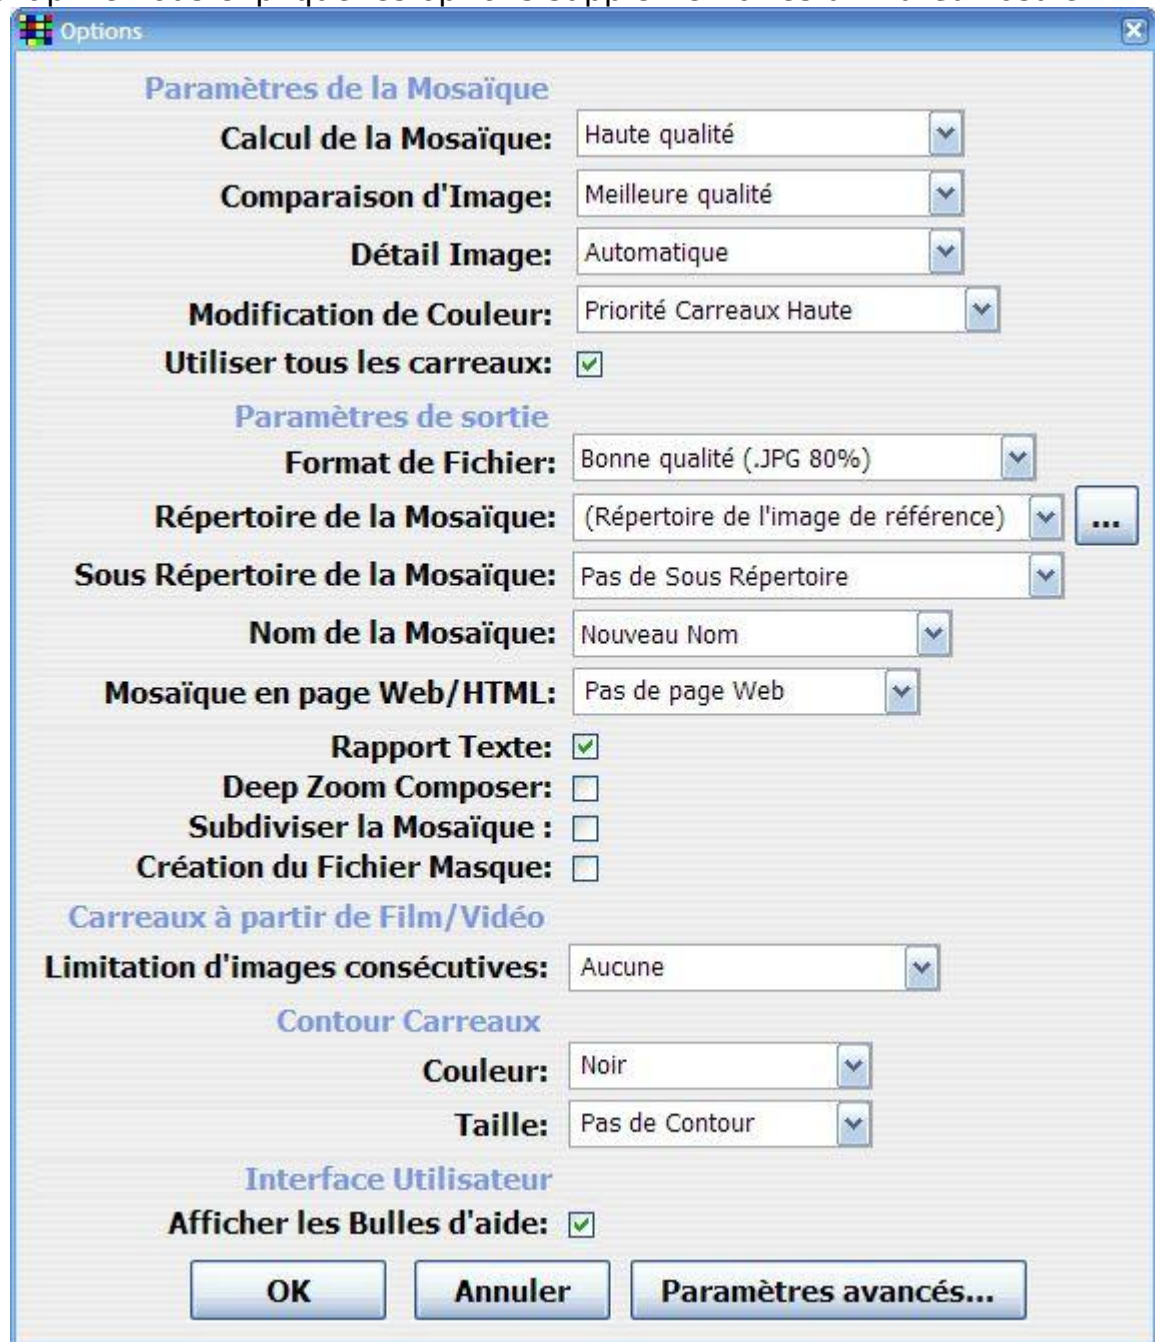 Options
Paramètres de la Mosaïque
Calcul de la Mosaïque: Haute qualité
Comparaison d'Image: Meilleure qualité
Détail Image: Automatique
Modification de Couleur: Priorité Carreaux Haute
Utiliser tous les carreaux:
Paramètres de sortie
Format de Fichier: Bonne qualité (.JPG 80%)
Répertoire de la Mosaïque: (Répertoire de l'image de référence) ...
Sous Répertoire de la Mosaïque: Pas de Sous Répertoire
Nom de la Mosaïque: Nouveau Nom
Mosaïque en page Web/HTML: Pas de page Web
Rapport Texte:
Deep Zoom Composer:
Subdiviser la Mosaïque :
Création du Fichier Masque:
Carreaux à partir de Film/Vidéo
Limitation d'images consécutives: Aucune
Contour Carreaux
Couleur: Noir
Taille: Pas de Contour
Interface Utilisateur
Afficher les Bulles d'aide:
OK Annuler Paramètres avancés...